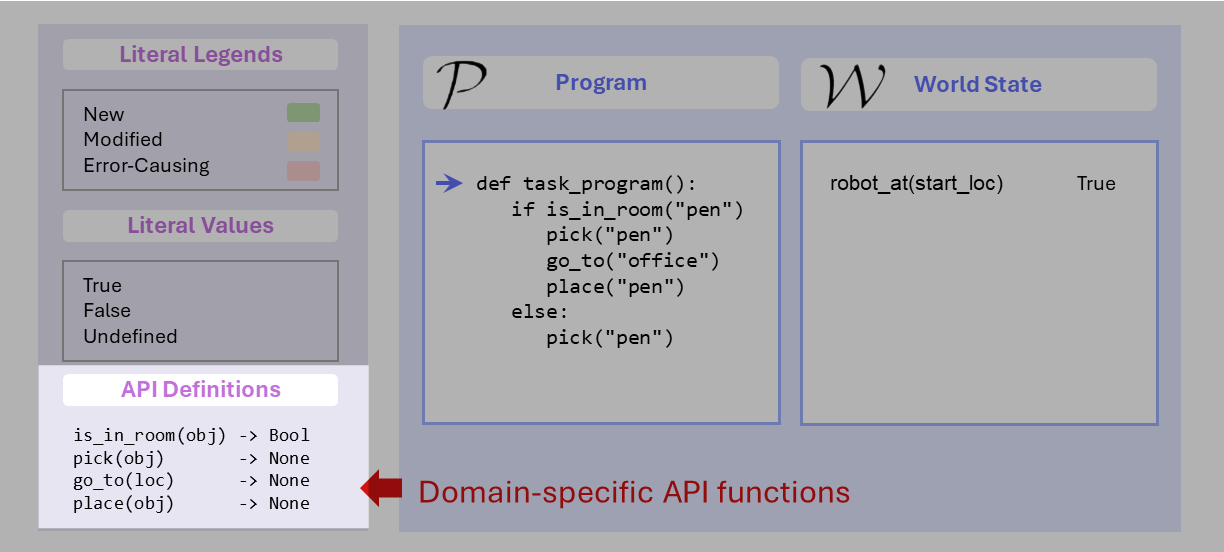 Literal Legends
New
Modified
Error-Causing
Literal Values
True
False
Undefined
API Definitions
is_in_room(obj) -> Bool
pick(obj) -> None
go_to(loc) -> None
place(obj) -> None
P Program
def task_program():
if is_in_room("pen")
pick("pen")
go_to("office")
place("pen")
else:
pick("pen")
W World State
robot_at(start_loc) True
Domain-specific API functions